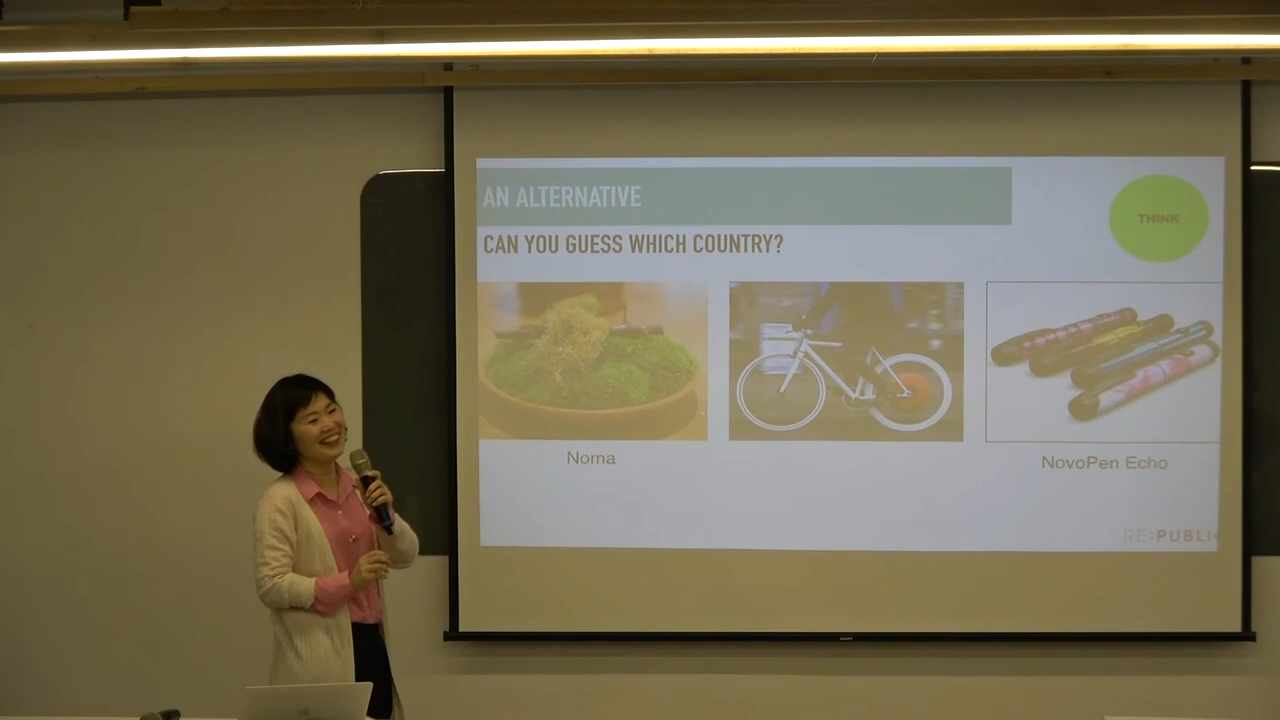 AN ALTERNATIVE
THINK
CAN YOU GUESS WHICH COUNTRY?
Noma
NovoPen Echo
RE:PUBLIC